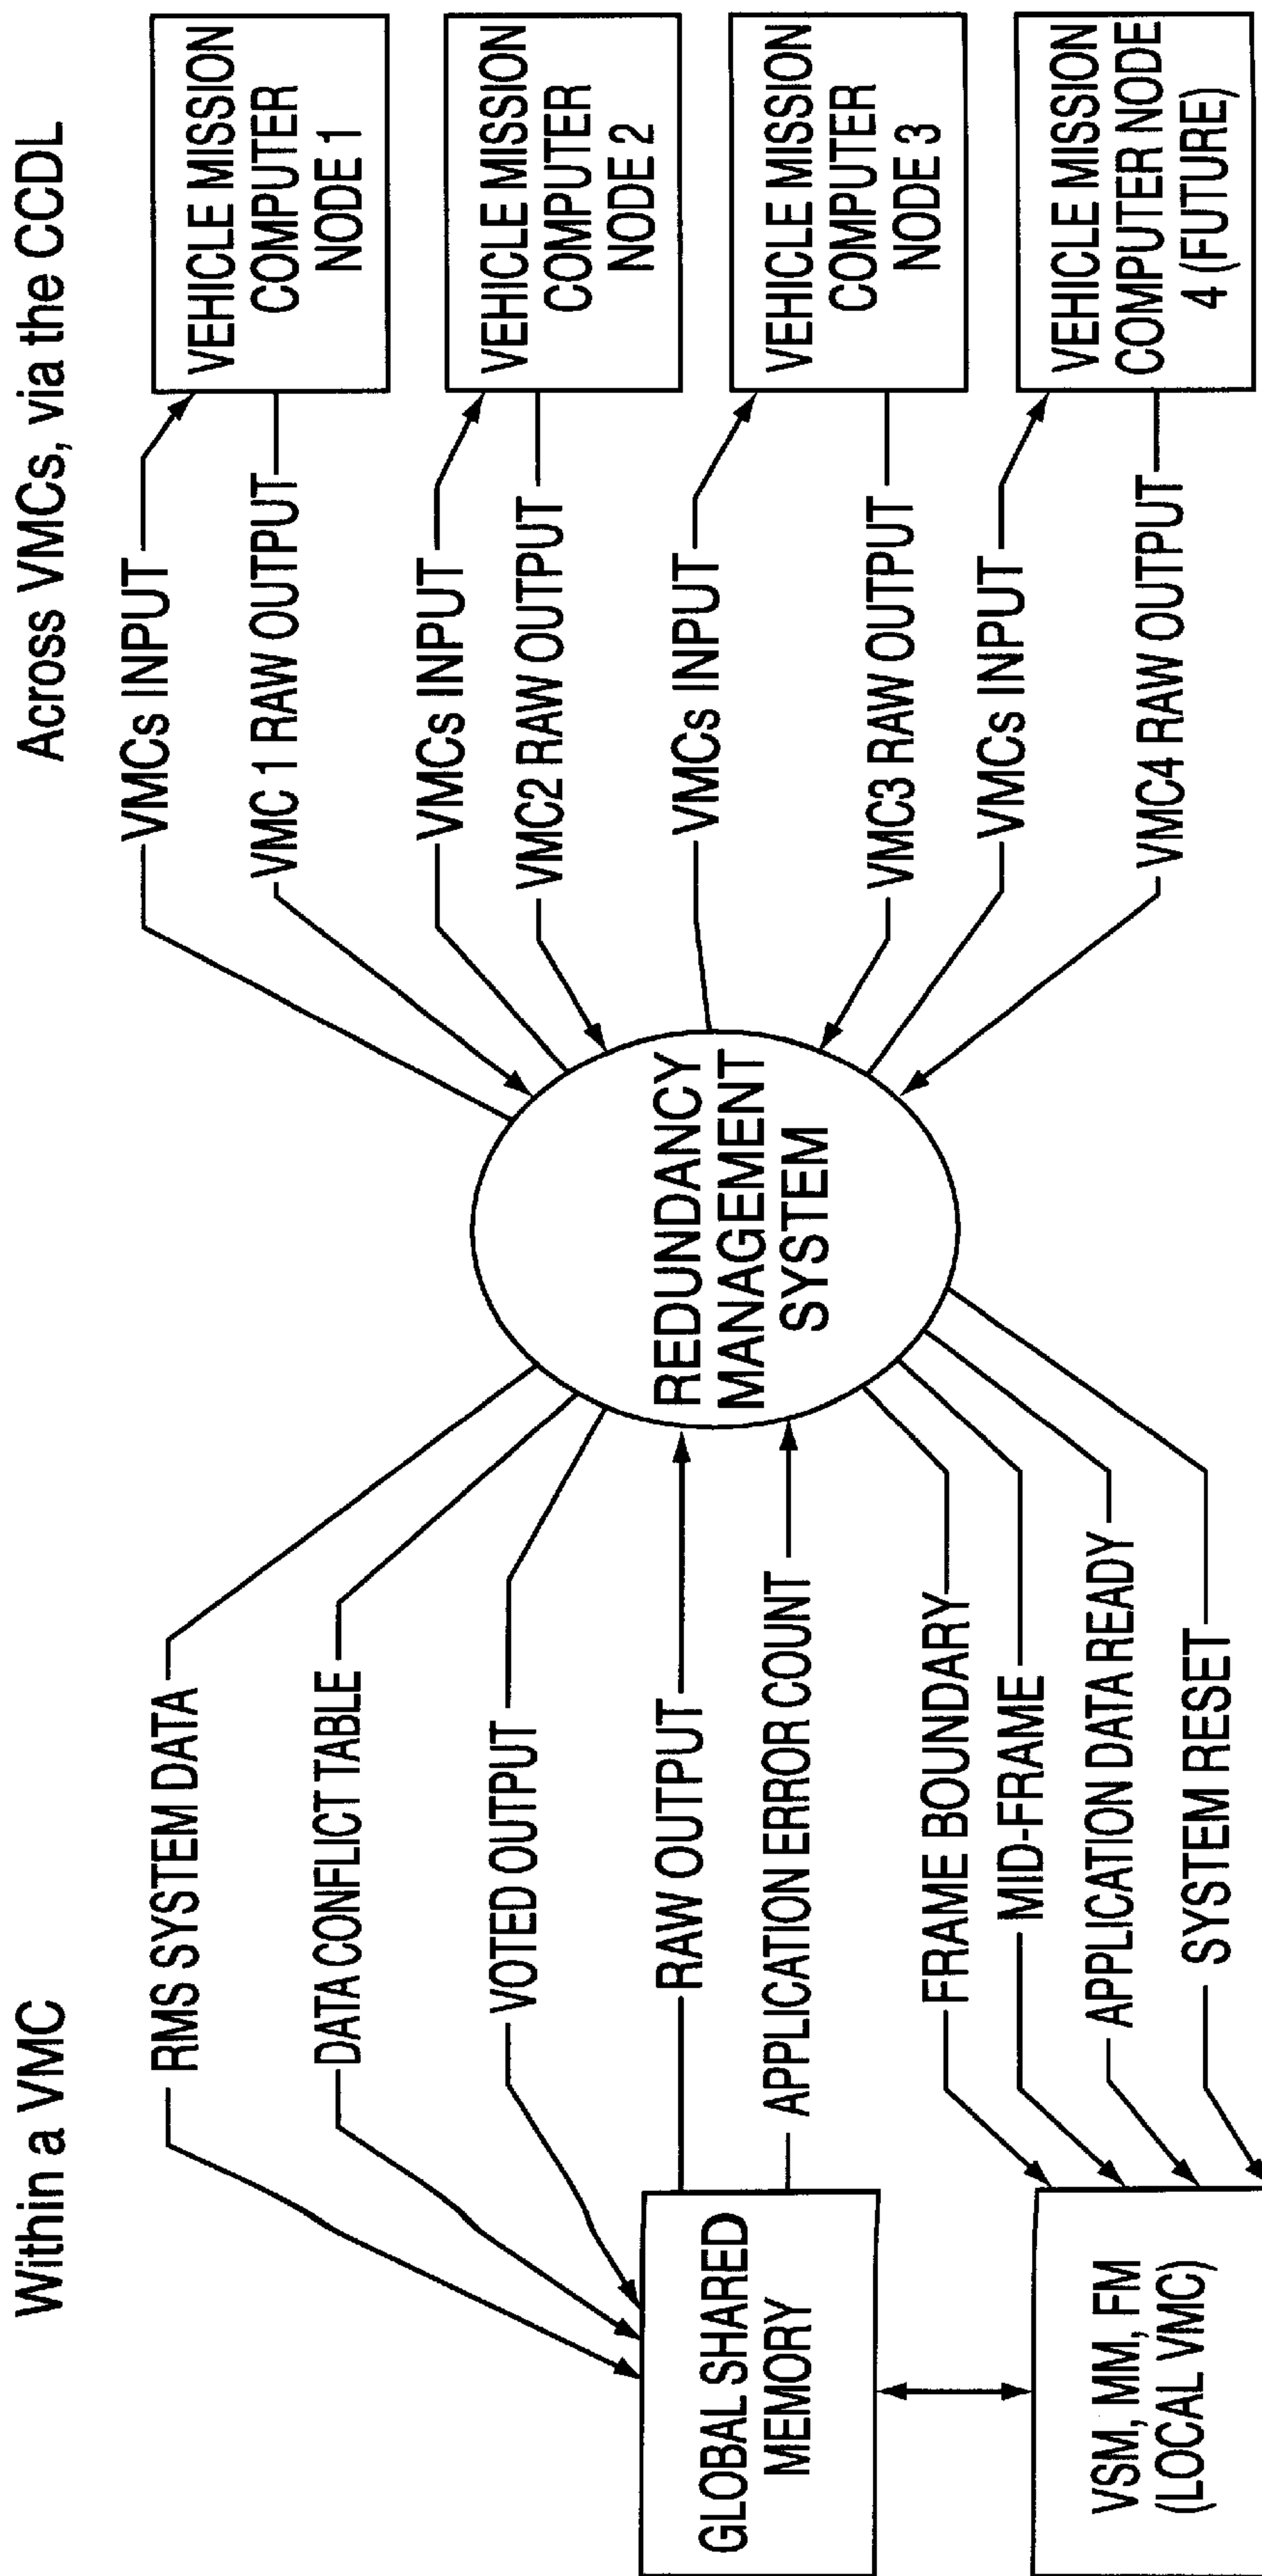 Within a VMC
Across VMCs, via the CCDL
RMS SYSTEM DATA
DATA CONFLICT TABLE
VOTED OUTPUT
RAW OUTPUT
APPLICATION ERROR COUNT
FRAME BOUNDARY
MID-FRAME
APPLICATION DATA READY
SYSTEM RESET
GLOBAL SHARED
MEMORY
VSM, MM, FM
(LOCAL VMC)
REDUNDANCY
MANAGEMENT
SYSTEM
VMCs INPUT
VMC 1 RAW OUTPUT
VMCs INPUT
VMC2 RAW OUTPUT
VMCs INPUT
VMC3 RAW OUTPUT
VMCs INPUT
VMC4 RAW OUTPUT
VEHICLE MISSION
COMPUTER
NODE 1
VEHICLE MISSION
COMPUTER
NODE 2
VEHICLE MISSION
COMPUTER
NODE 3
VEHICLE MISSION
COMPUTER NODE
4 (FUTURE)